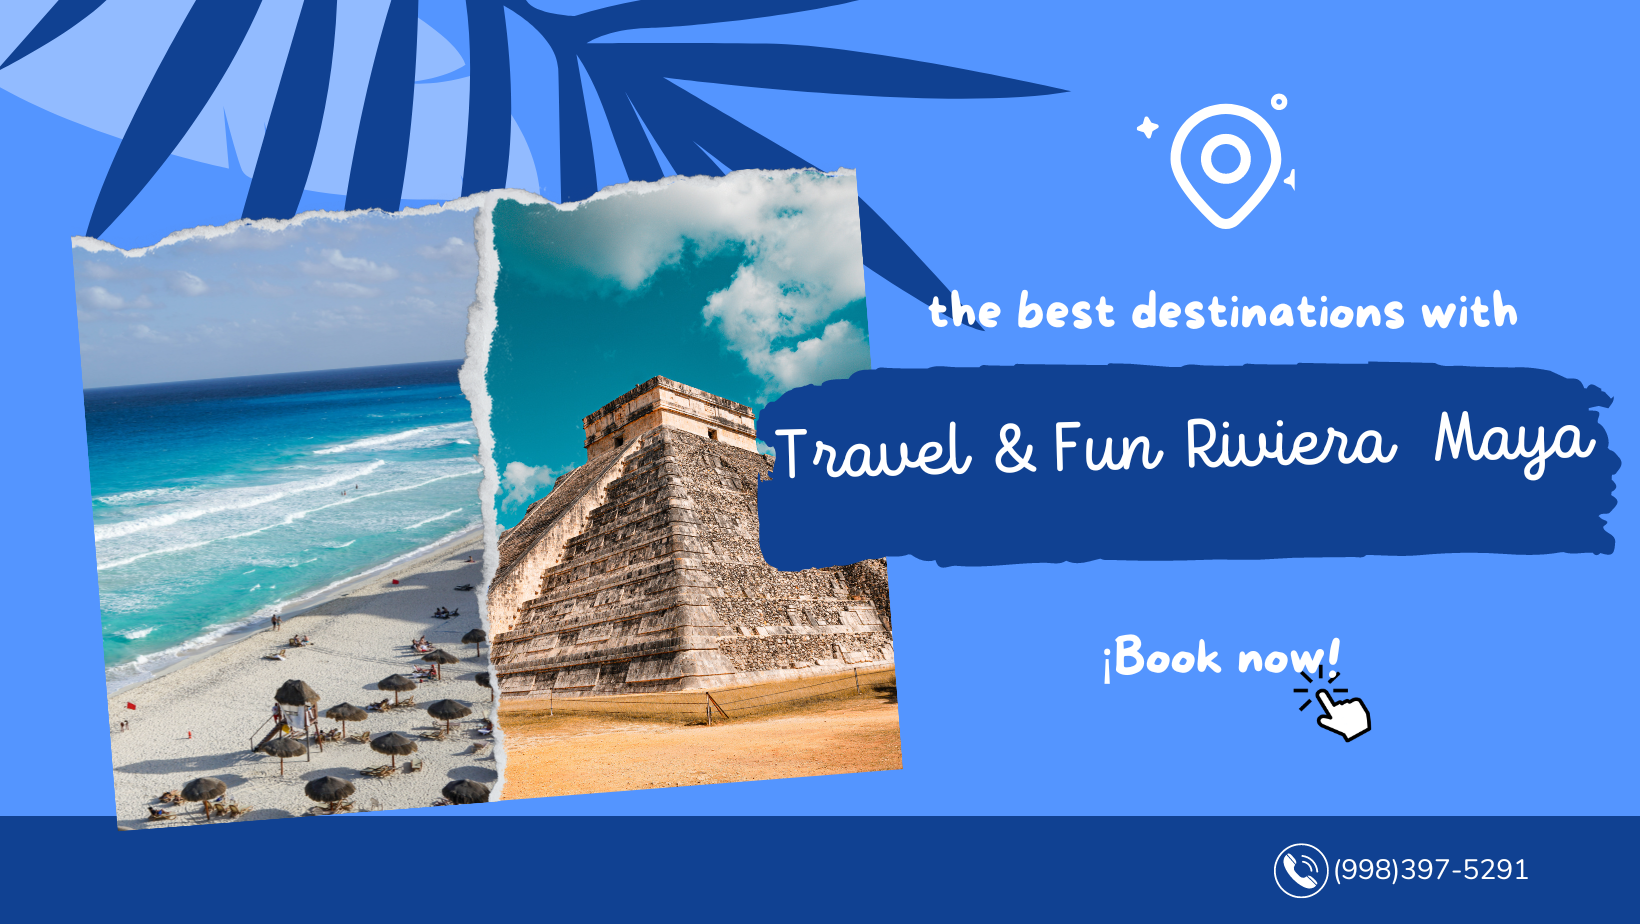 the best destinations with
Travel & Fun Riviera Maya
¡Book now!
(998)397-5291